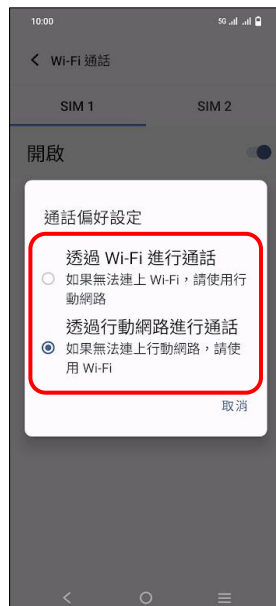 10:00
5G
Wi-Fi 通話
SIM 1
SIM 2
開啟
通話偏好設定
透過 Wi-Fi 進行通話
如果無法連上 Wi-Fi，請使用行
動網路
透過行動網路進行通話
如果無法連上行動網路，請使
用 Wi-Fi
取消